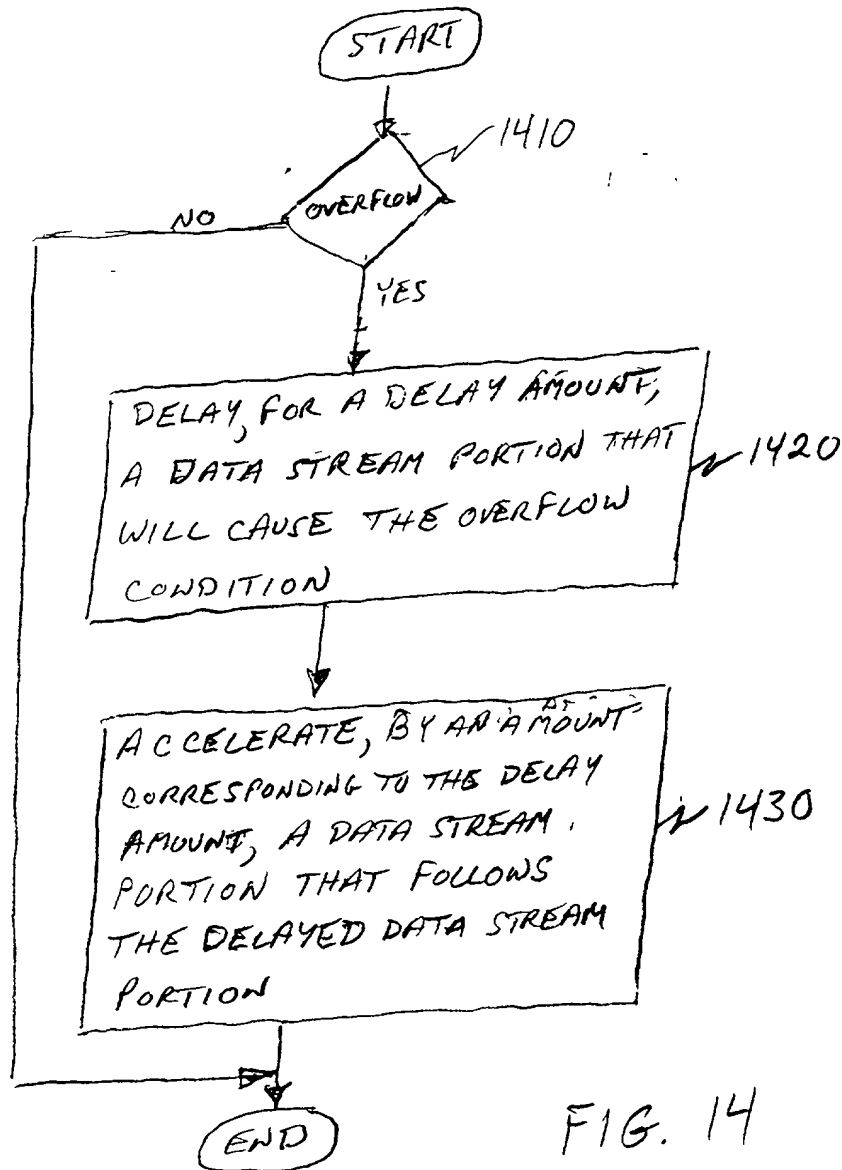 START
1410
OVERFLOW
NO
YES
DELAY, FOR A DELAY AMOUNT,
A DATA STREAM PORTION THAT
WILL CAUSE THE OVERFLOW
CONDITION
1420
ACCELERATE, BY AN AMOUNT
CORRESPONDING TO THE DELAY
AMOUNT, A DATA STREAM
PORTION THAT FOLLOWS
THE DELAYED DATA STREAM
PORTION
1430
END
FIG. 14